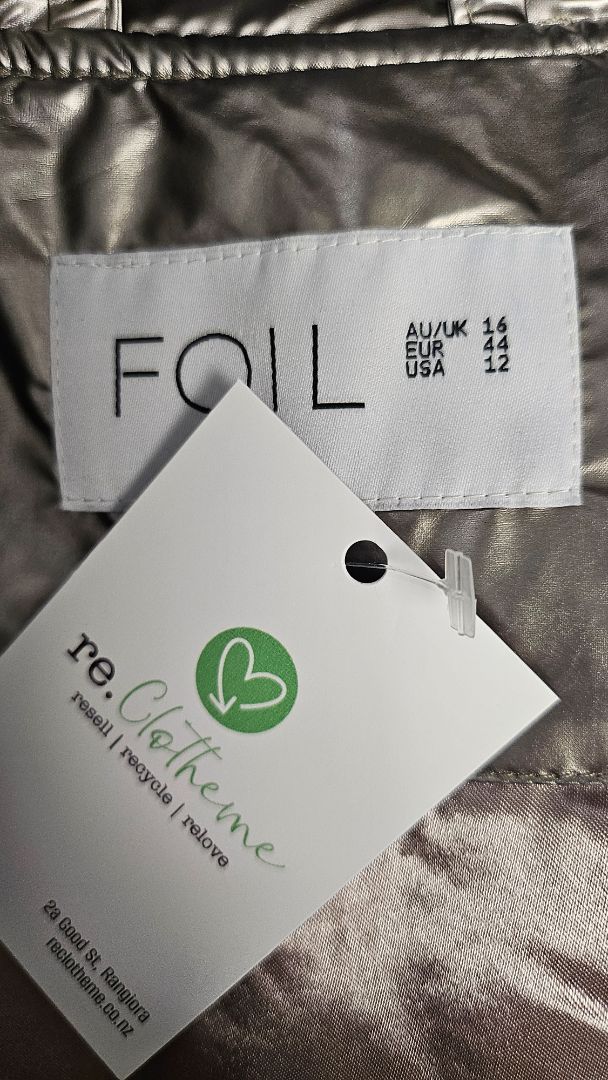 FOIL
AU/UK 16
EUR 44
USA 12
re.Clotheme
resell | recycle | relove
2a Good St, Rangiora
reclotheme.co.nz